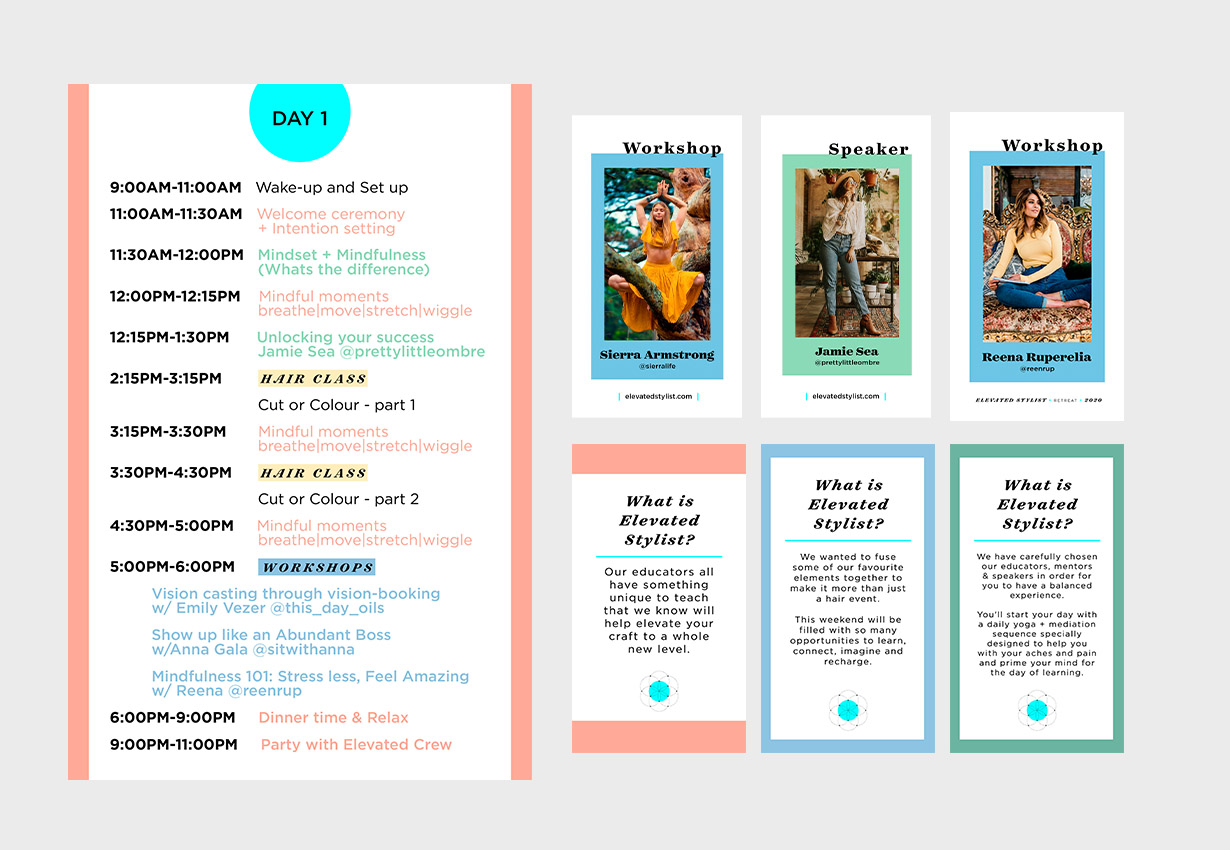 DAY 1
9:00AM-11:00AM Wake-up and Set up
11:00AM-11:30AM Welcome ceremony
+ Intention setting
11:30AM-12:00PM Mindset + Mindfulness
(Whats the difference)
12:00PM-12:15PM Mindful moments
breathe|move|stretch|wiggle
12:15PM-1:30PM Unlocking your success
Jamie Sea @prettylittleombre
2:15PM-3:15PM HAIR CLASS
Cut or Colour - part 1
3:15PM-3:30PM Mindful moments
breathe|move|stretch|wiggle
3:30PM-4:30PM HAIR CLASS
Cut or Colour - part 2
4:30PM-5:00PM Mindful moments
breathe|move|stretch|wiggle
5:00PM-6:00PM WORKSHOPS
Vision casting through vision-booking
w/ Emily Vezer @this_day_oils
Show up like an Abundant Boss
w/Anna Gala @sitwithanna
Mindfulness 101: Stress less, Feel Amazing
w/ Reena @reenrup
6:00PM-9:00PM Dinner time & Relax
9:00PM-11:00PM Party with Elevated Crew
Workshop
Sierra Armstrong
@sierralife
| elevatedstylist.com |
Speaker
Jamie Sea
@prettylittleombre
| elevatedstylist.com |
Workshop
Reena Ruperelia
@reenrup
ELEVATED STYLIST • RETREAT • 2020
What is
Elevated
Stylist?
Our educators all
have something
unique to teach
that we know will
help elevate your
craft to a whole
new level.
What is
Elevated
Stylist?
We wanted to fuse
some of our favourite
elements together to
make it more than just
a hair event.
This weekend will be
filled with so many
opportunities to learn,
connect, imagine and
recharge.
What is
Elevated
Stylist?
We have carefully chosen
our educators, mentors
& speakers in order for
you to have a balanced
experience.
You'll start your day with
a daily yoga + mediation
sequence specially
designed to help you
with your aches and pain
and prime your mind for
the day of learning.